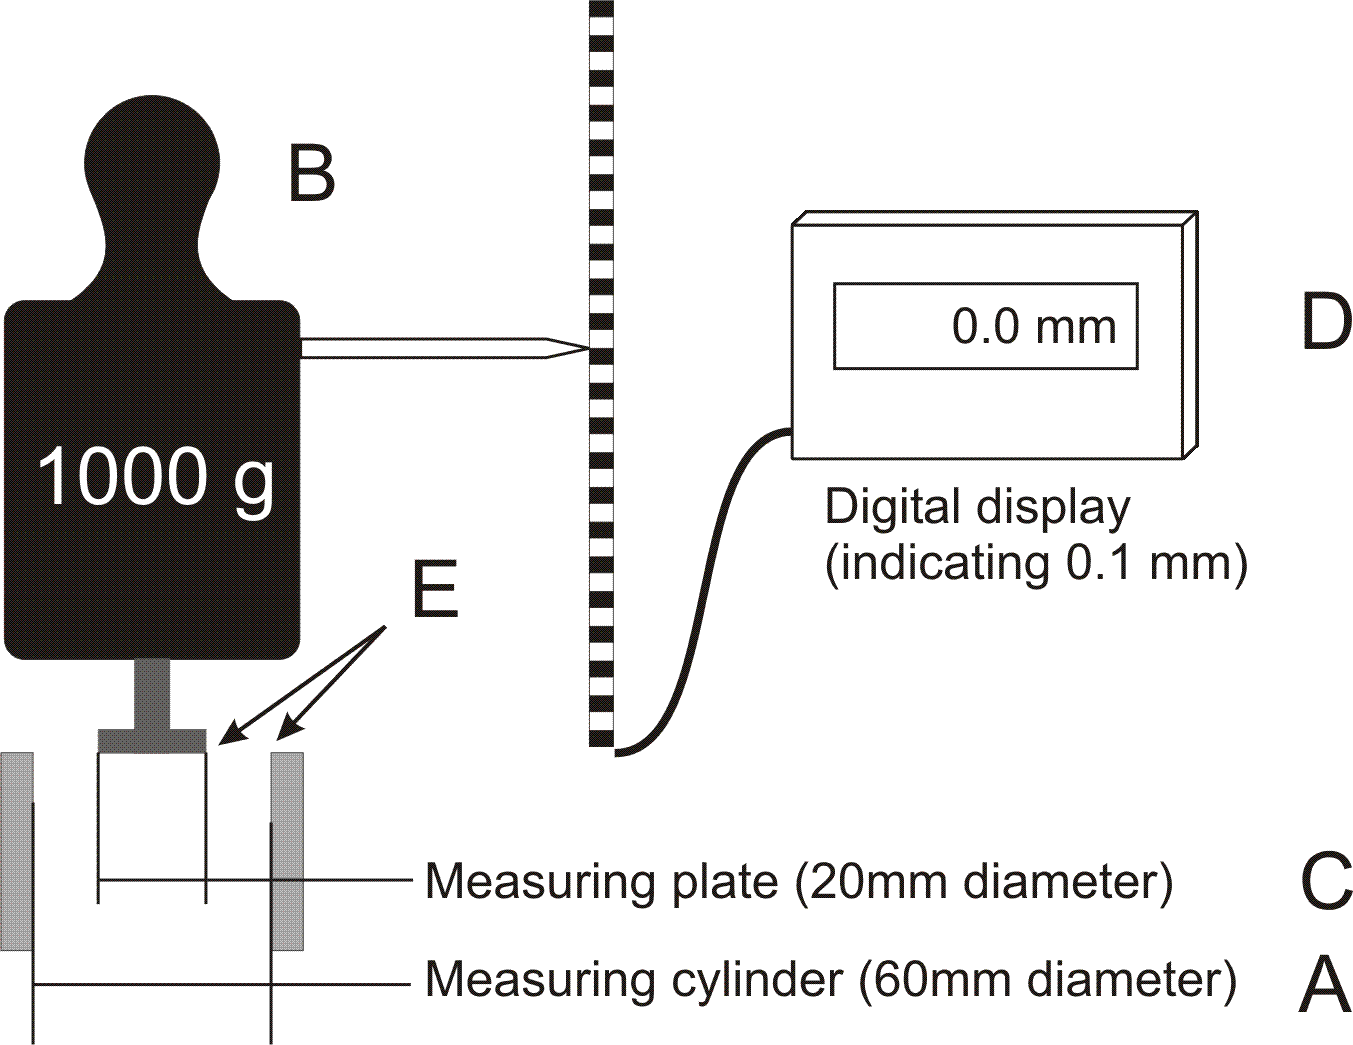 B
0.0 mm
D
1000 g
Digital display
(indicating 0.1 mm)
E
Measuring plate (20mm diameter)
C
Measuring cylinder (60mm diameter)
A